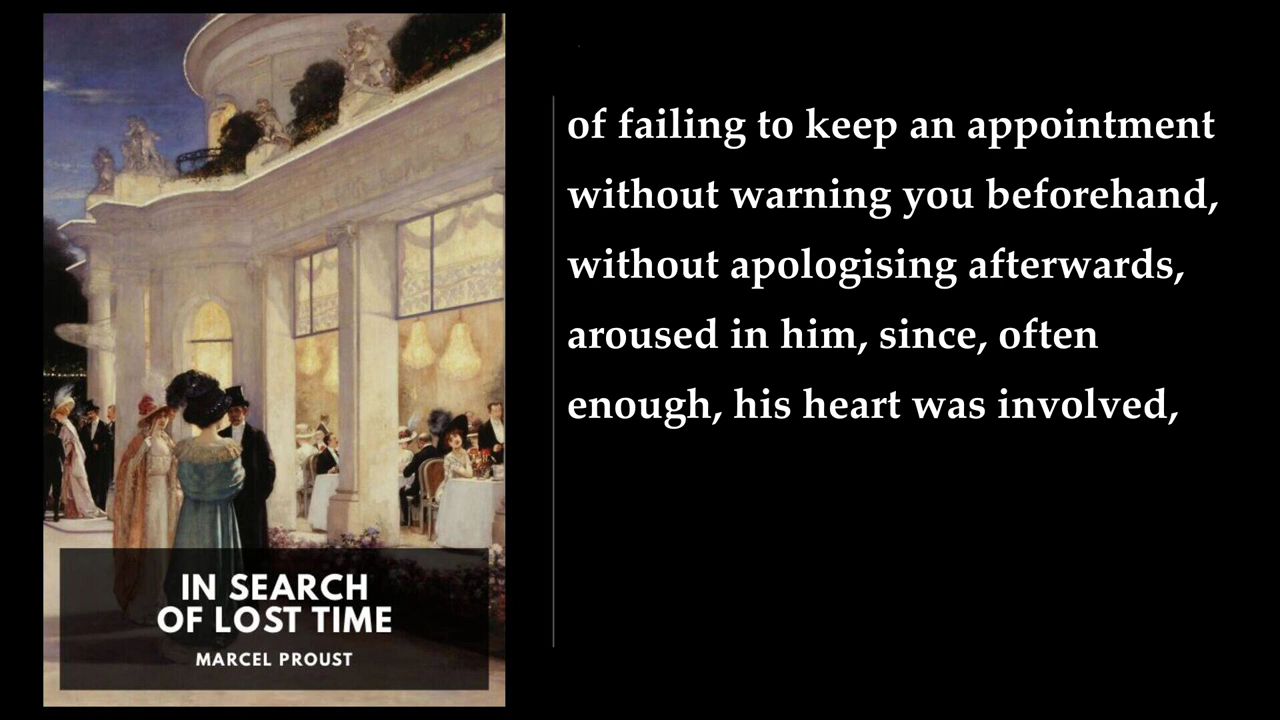 of failing to keep an appointment
without warning you beforehand,
without apologising afterwards,
aroused in him, since, often
enough, his heart was involved,
IN SEARCH
OF LOST TIME
MARCEL PROUST